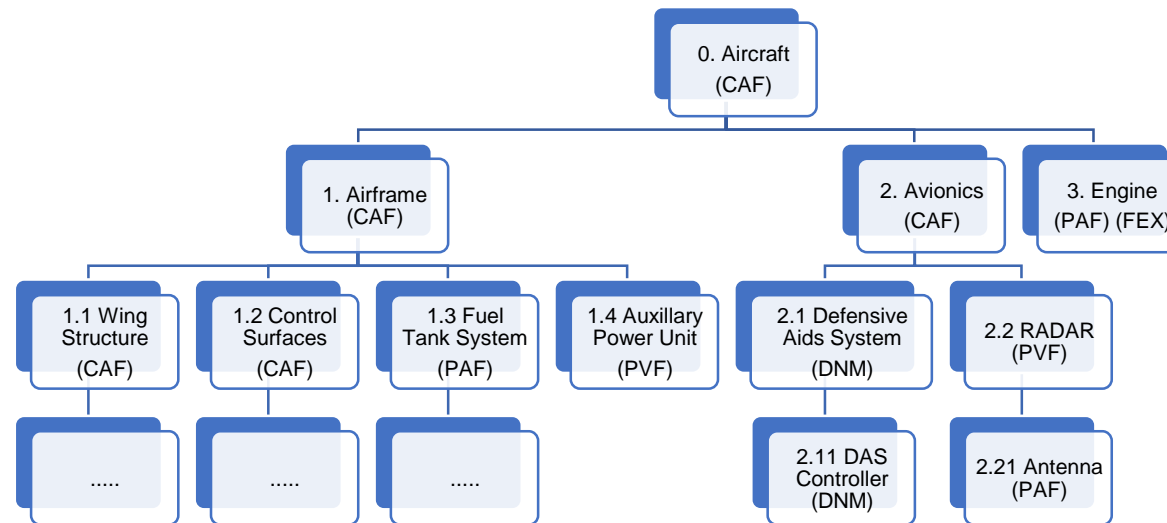 0. Aircraft
(CAF)
1. Airframe
(CAF)
2. Avionics
(CAF)
3. Engine
(PAF) (FEX)
1.1 Wing
Structure
(CAF)
1.2 Control
Surfaces
(CAF)
1.3 Fuel
Tank System
(PAF)
1.4 Auxillary
Power Unit
(PVF)
2.1 Defensive
Aids System
(DNM)
2.2 RADAR
(PVF)
.....
.....
.....
2.11 DAS
Controller
(DNM)
2.21 Antenna
(PAF)